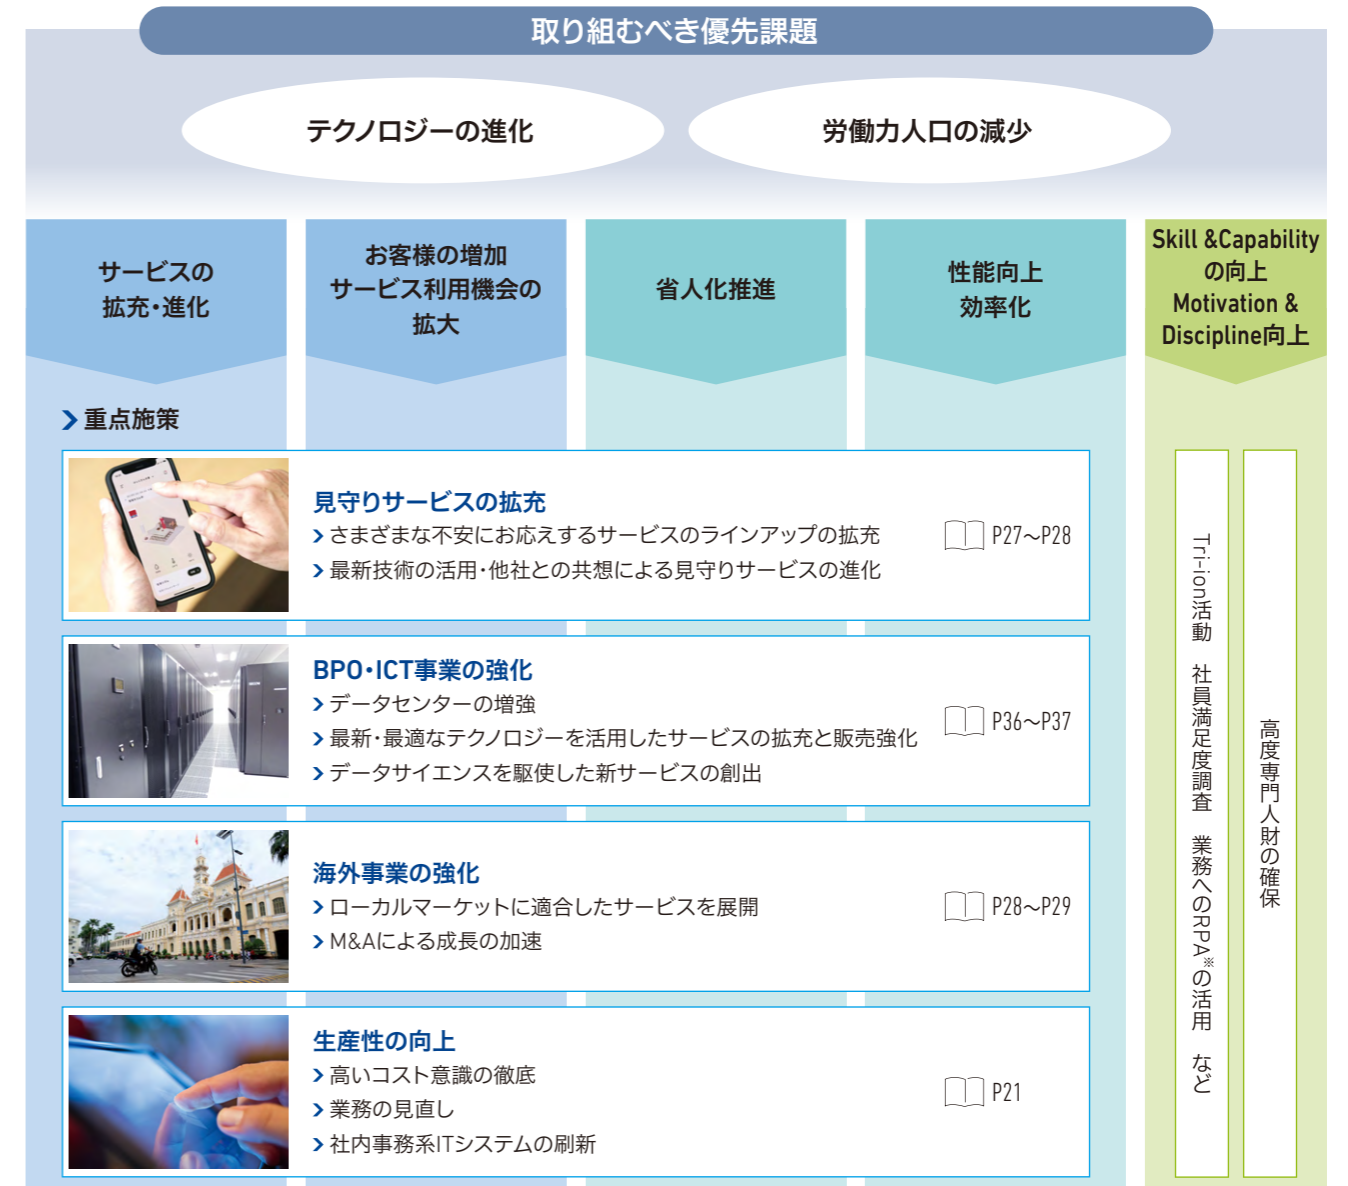 取り組むべき優先課題
テクノロジーの進化
労働力人口の減少
サービスの
拡充・進化
お客様の増加
サービス利用機会の
拡大
省人化推進
性能向上
効率化
Skill &Capability
の向上
Motivation &
Discipline向上
重点施策
見守りサービスの拡充
さまざまな不安にお応えするサービスのラインアップの拡充
最新技術の活用・他社との共想による見守りサービスの進化
P27〜P28
BPO・ICT事業の強化
データセンターの増強
最新・最適なテクノロジーを活用したサービスの拡充と販売強化
データサイエンスを駆使した新サービスの創出
P36〜P37
海外事業の強化
ローカルマーケットに適合したサービスを展開
M&Aによる成長の加速
P28〜P29
生産性の向上
高いコスト意識の徹底
業務の見直し
社内事務系ITシステムの刷新
P21
Tri-ion活動　社員満足度調査　業務へのRPA※の活用　など
高度専門人財の確保